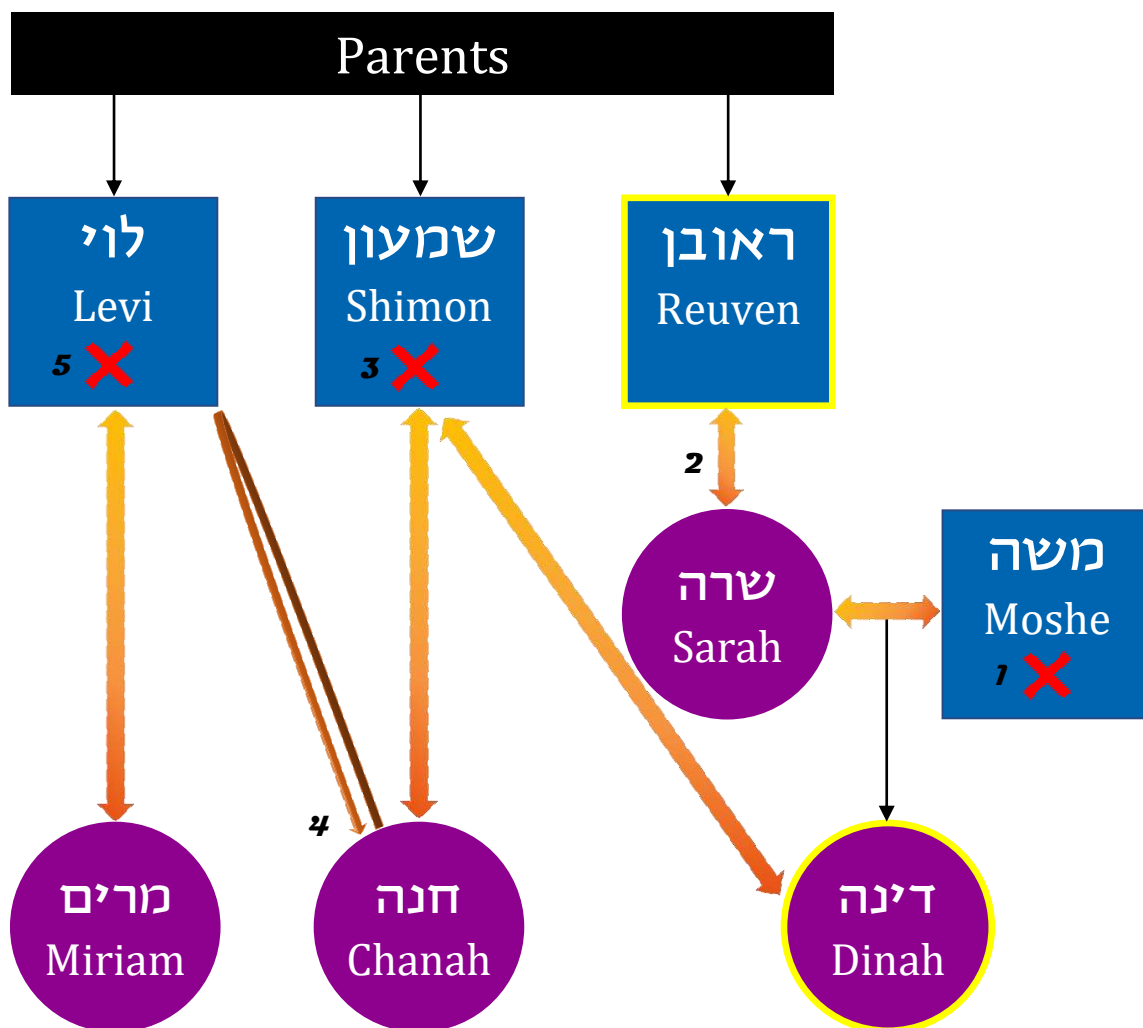 Parents
לוי
Levi
5
שמעון
Shimon
3
ראובן
Reuven
2
שרה
Sarah
משה
Moshe
1
4
מרים
Miriam
חנה
Chanah
דינה
Dinah